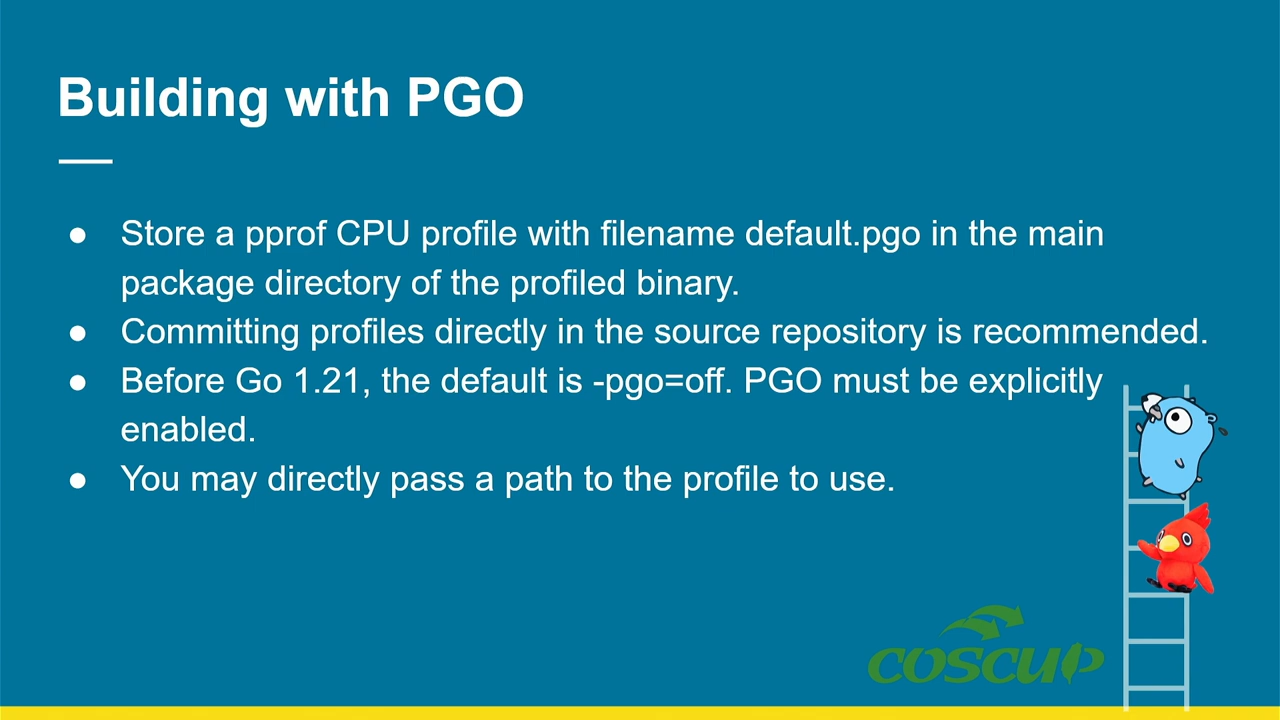 Building with PGO
● Store a pprof CPU profile with filename default.pgo in the main
package directory of the profiled binary.
● Committing profiles directly in the source repository is recommended.
● Before Go 1.21, the default is -pgo=off. PGO must be explicitly
enabled.
● You may directly pass a path to the profile to use.
COSCUP